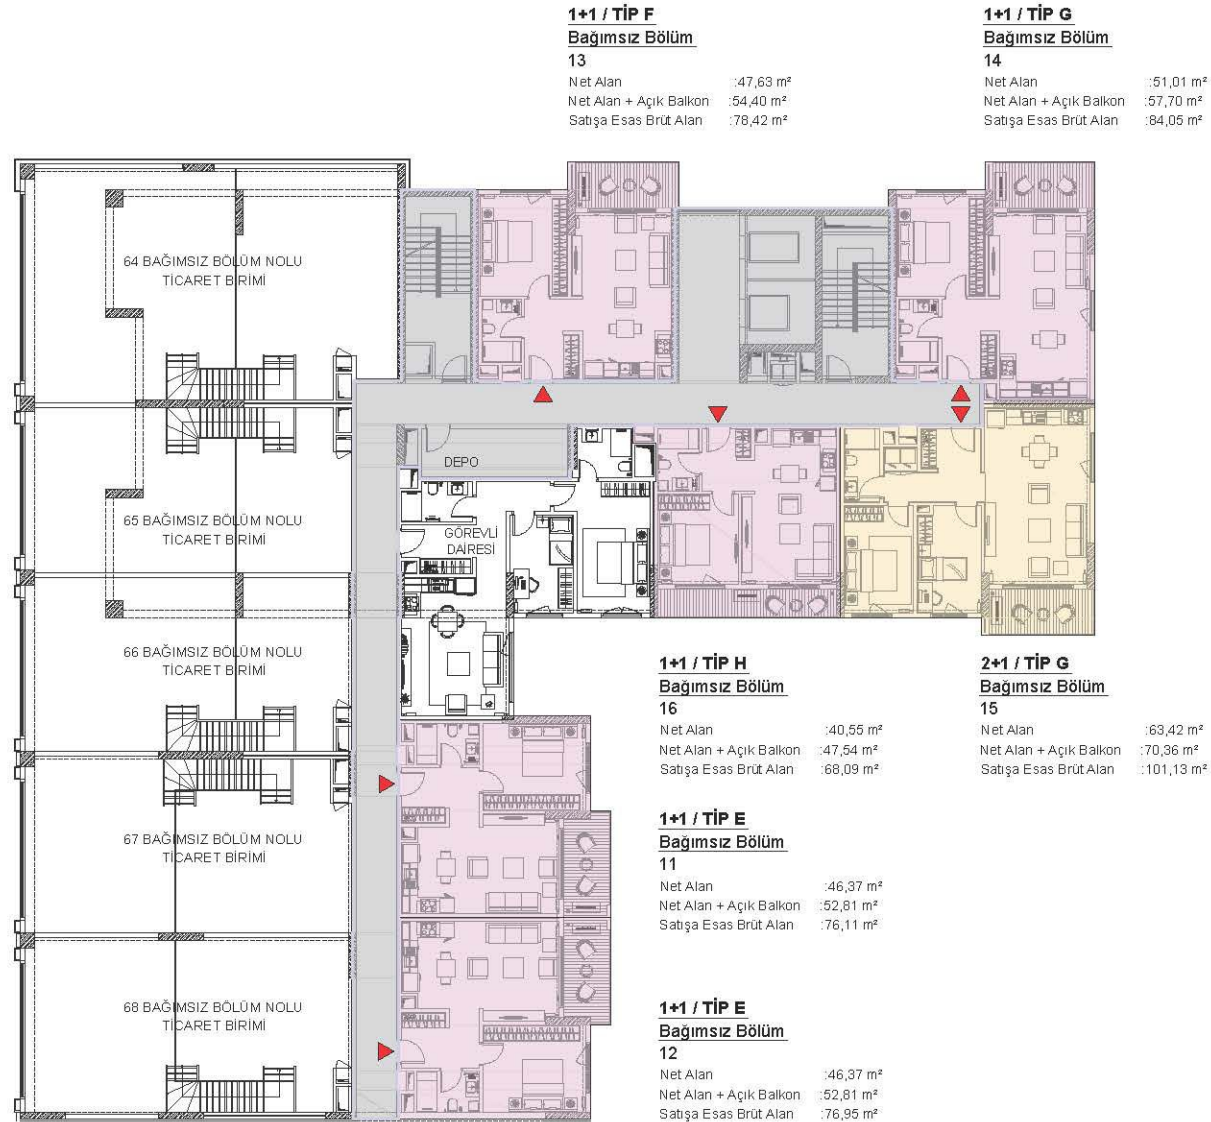 1+1 / TİP F
Bağımsız Bölüm
13
Net Alan :47,63 m²
Net Alan + Açık Balkon :54,40 m²
Satışa Esas Brüt Alan :78,42 m²
1+1 / TİP G
Bağımsız Bölüm
14
Net Alan :51,01 m²
Net Alan + Açık Balkon :57,70 m²
Satışa Esas Brüt Alan :84,05 m²
64 BAĞIMSIZ BÖLÜM NOLU
TİCARET BİRİMİ
DEPO
65 BAĞIMSIZ BÖLÜM NOLU
TİCARET BİRİMİ
GÖREVLİ
DAİRESİ
66 BAĞIMSIZ BÖLÜM NOLU
TİCARET BİRİMİ
1+1 / TİP H
Bağımsız Bölüm
16
Net Alan :40,55 m²
Net Alan + Açık Balkon :47,54 m²
Satışa Esas Brüt Alan :68,09 m²
2+1 / TİP G
Bağımsız Bölüm
15
Net Alan :63,42 m²
Net Alan + Açık Balkon :70,36 m²
Satışa Esas Brüt Alan :101,13 m²
67 BAĞIMSIZ BÖLÜM NOLU
TİCARET BİRİMİ
1+1 / TİP E
Bağımsız Bölüm
11
Net Alan :46,37 m²
Net Alan + Açık Balkon :52,81 m²
Satışa Esas Brüt Alan :76,11 m²
68 BAĞIMSIZ BÖLÜM NOLU
TİCARET BİRİMİ
1+1 / TİP E
Bağımsız Bölüm
12
Net Alan :46,37 m²
Net Alan + Açık Balkon :52,81 m²
Satışa Esas Brüt Alan :76,95 m²